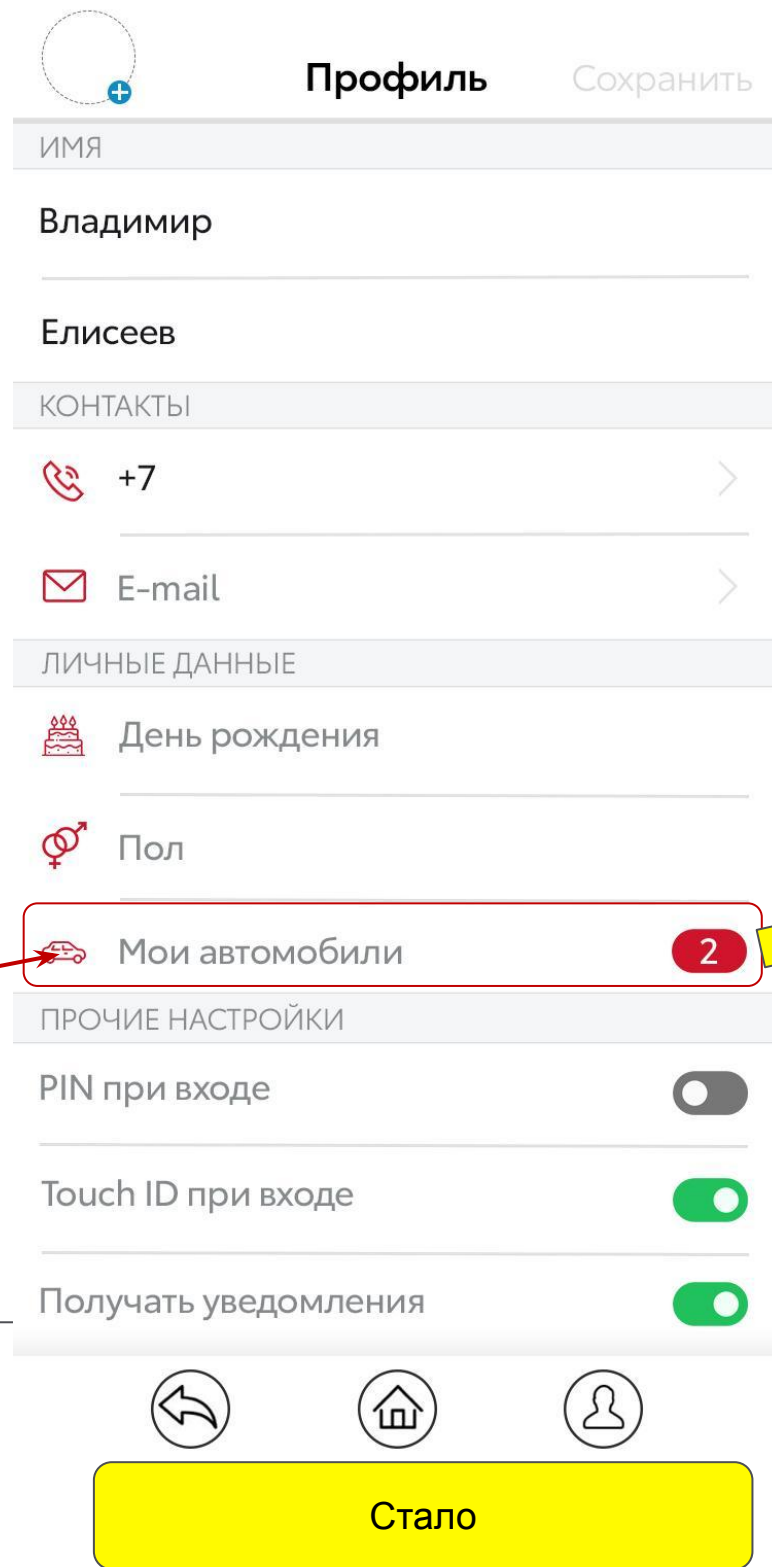 Профиль Сохранить
ИМЯ
Владимир
Елисеев
КОНТАКТЫ
+7
E-mail
ЛИЧНЫЕ ДАННЫЕ
День рождения
Пол
Мои автомобили 2
ПРОЧИЕ НАСТРОЙКИ
PIN при входе
Touch ID при входе
Получать уведомления
Стало